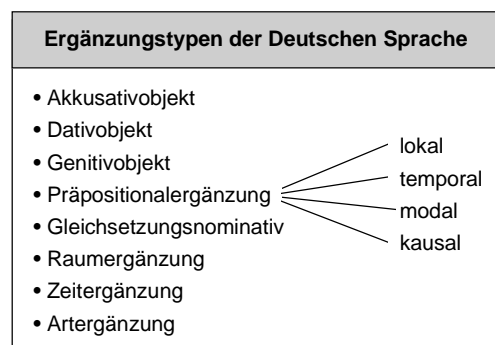 Ergänzungstypen der Deutschen Sprache
• Akkusativobjekt
• Dativobjekt
• Genitivobjekt
• Präpositionalergänzung
• Gleichsetzungsnominativ
• Raumergänzung
• Zeitergänzung
• Artergänzung
lokal
temporal
modal
kausal